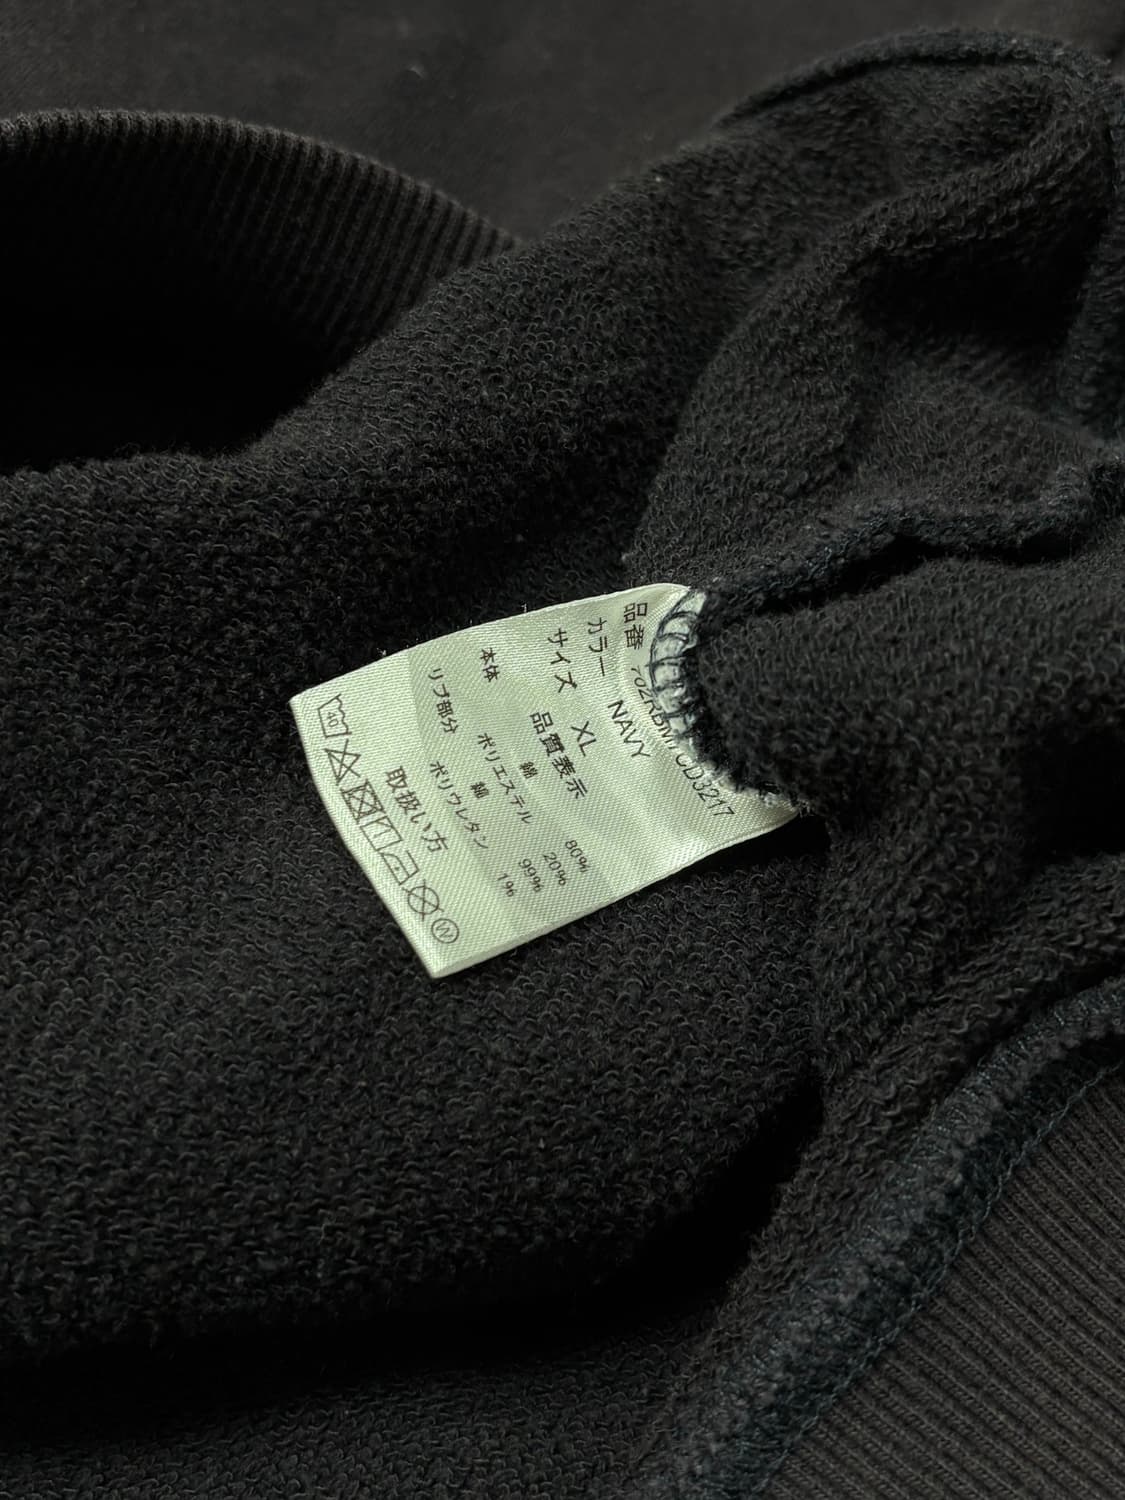 品番 CD3217
カラー NAVY
サイズ XL
品質表示
本体 綿 80%
ポリエステル 20%
リブ部分 綿 99%
ポリウレタン 1%
取扱い方
40 W